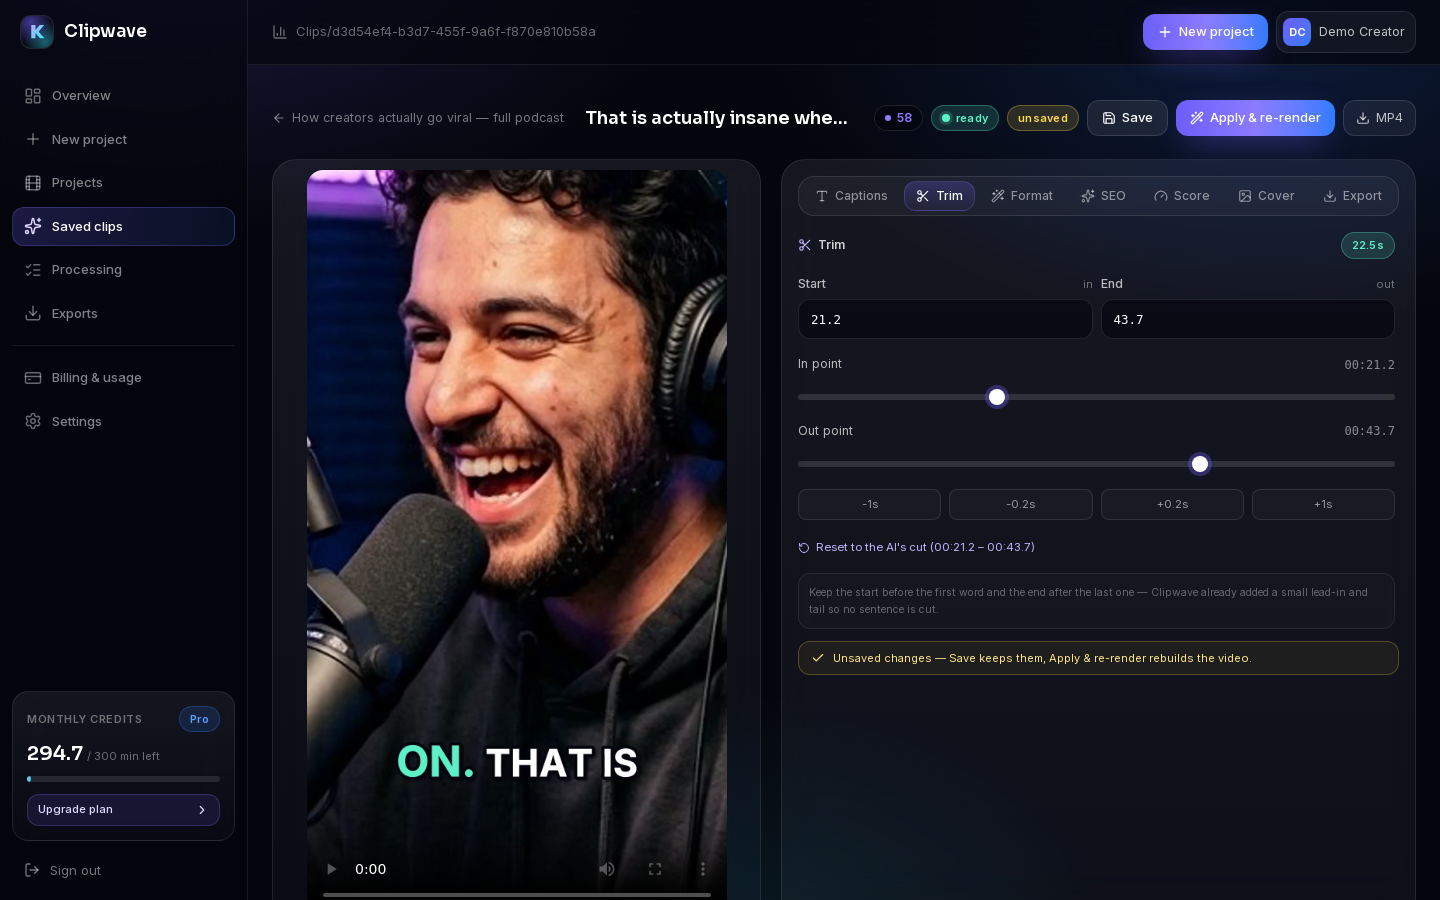 K Clipwave
Clips/d3d54ef4-b3d7-455f-9a6f-f870e810b58a
New project
DC Demo Creator
Overview
New project
Projects
Saved clips
Processing
Exports
Billing & usage
Settings
MONTHLY CREDITS Pro
294.7 / 300 min left
Upgrade plan
Sign out
How creators actually go viral — full podcast
That is actually insane whe...
58
ready
unsaved
Save
Apply & re-render
MP4
ON. THAT IS
0:00
Captions Trim Format SEO Score Cover Export
Trim 22.5s
Start in End out
21.2 43.7
In point 00:21.2
Out point 00:43.7
-1s -0.2s +0.2s +1s
Reset to the AI's cut (00:21.2 – 00:43.7)
Keep the start before the first word and the end after the last one — Clipwave already added a small lead-in and
tail so no sentence is cut.
Unsaved changes — Save keeps them, Apply & re-render rebuilds the video.